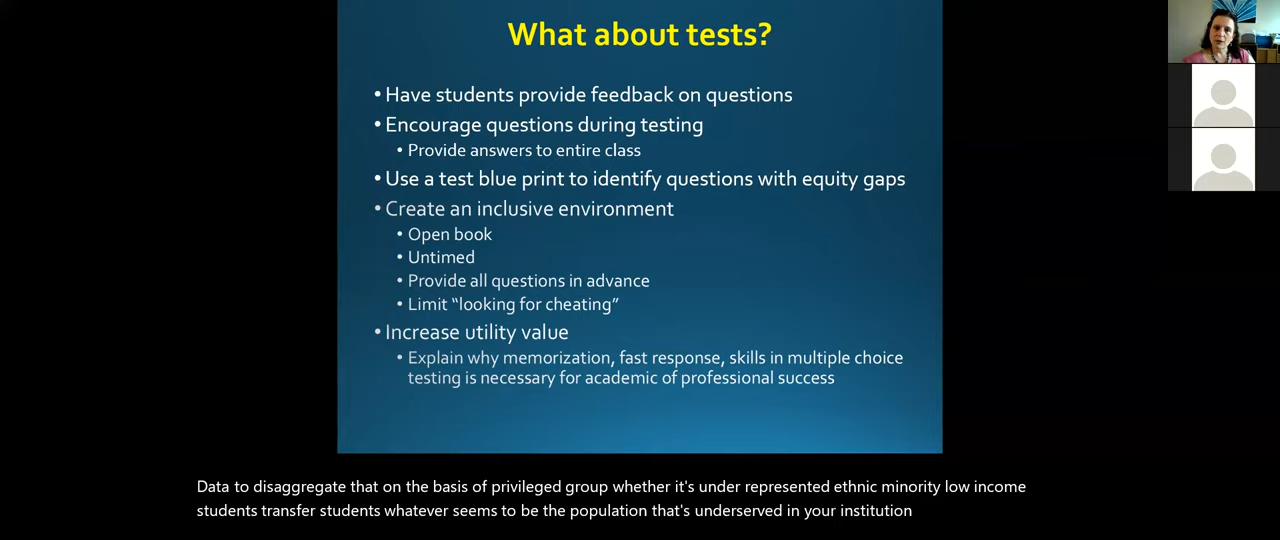 What about tests?
• Have students provide feedback on questions
• Encourage questions during testing
• Provide answers to entire class
• Use a test blue print to identify questions with equity gaps
• Create an inclusive environment
• Open book
• Untimed
• Provide all questions in advance
• Limit “looking for cheating”
• Increase utility value
• Explain why memorization, fast response, skills in multiple choice
testing is necessary for academic of professional success
Data to disaggregate that on the basis of privileged group whether it's under represented ethnic minority low income
students transfer students whatever seems to be the population that's underserved in your institution